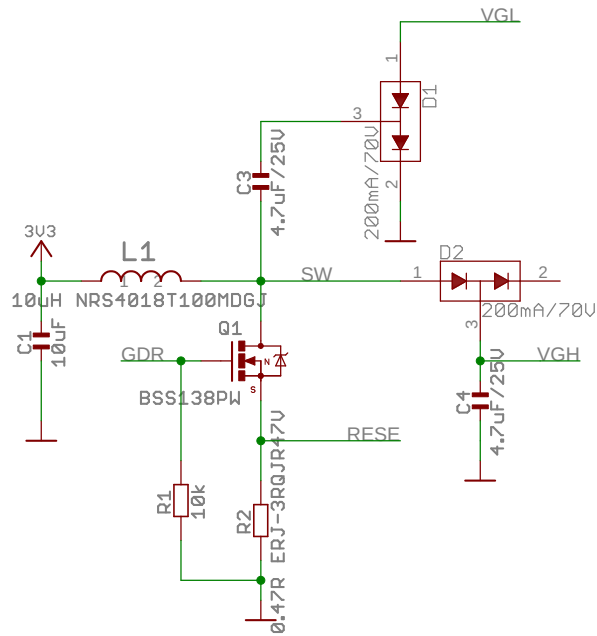 VGL
1
D1
3
2
200mA/70V
C3
4.7uF/25V
3V3
L1
1
2
10uH
NRS4018T100MDGJ
SW
D2
1
2
3
200mA/70V
C1
10uF
Q1
GDR
N
S
BSS138PW
VGH
C4
4.7uF/25V
RESE
R1
10k
R2
ERJ-3RQJR47V
0.47R